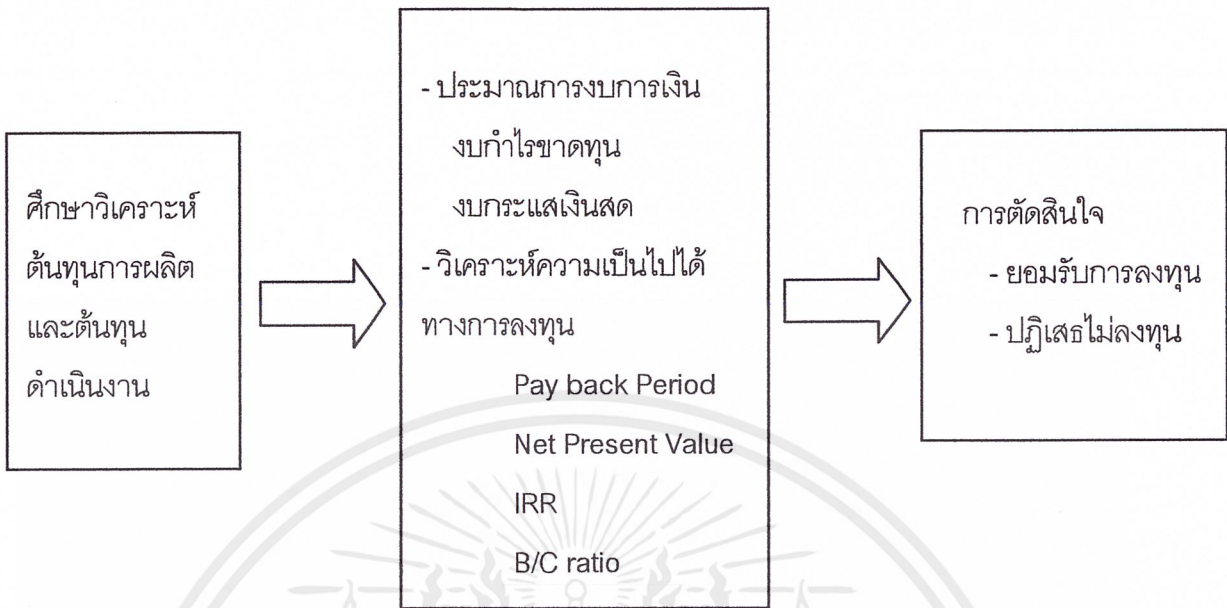 ศึกษาวิเคราะห์
ต้นทุนการผลิต
และต้นทุน
ดำเนินงาน
- ประมาณการงบการเงิน
งบกำไรขาดทุน
งบกระแสเงินสด
- วิเคราะห์ความเป็นไปได้
ทางการลงทุน
Pay back Period
Net Present Value
IRR
B/C ratio
การตัดสินใจ
- ยอมรับการลงทุน
- ปฏิเสธไม่ลงทุน